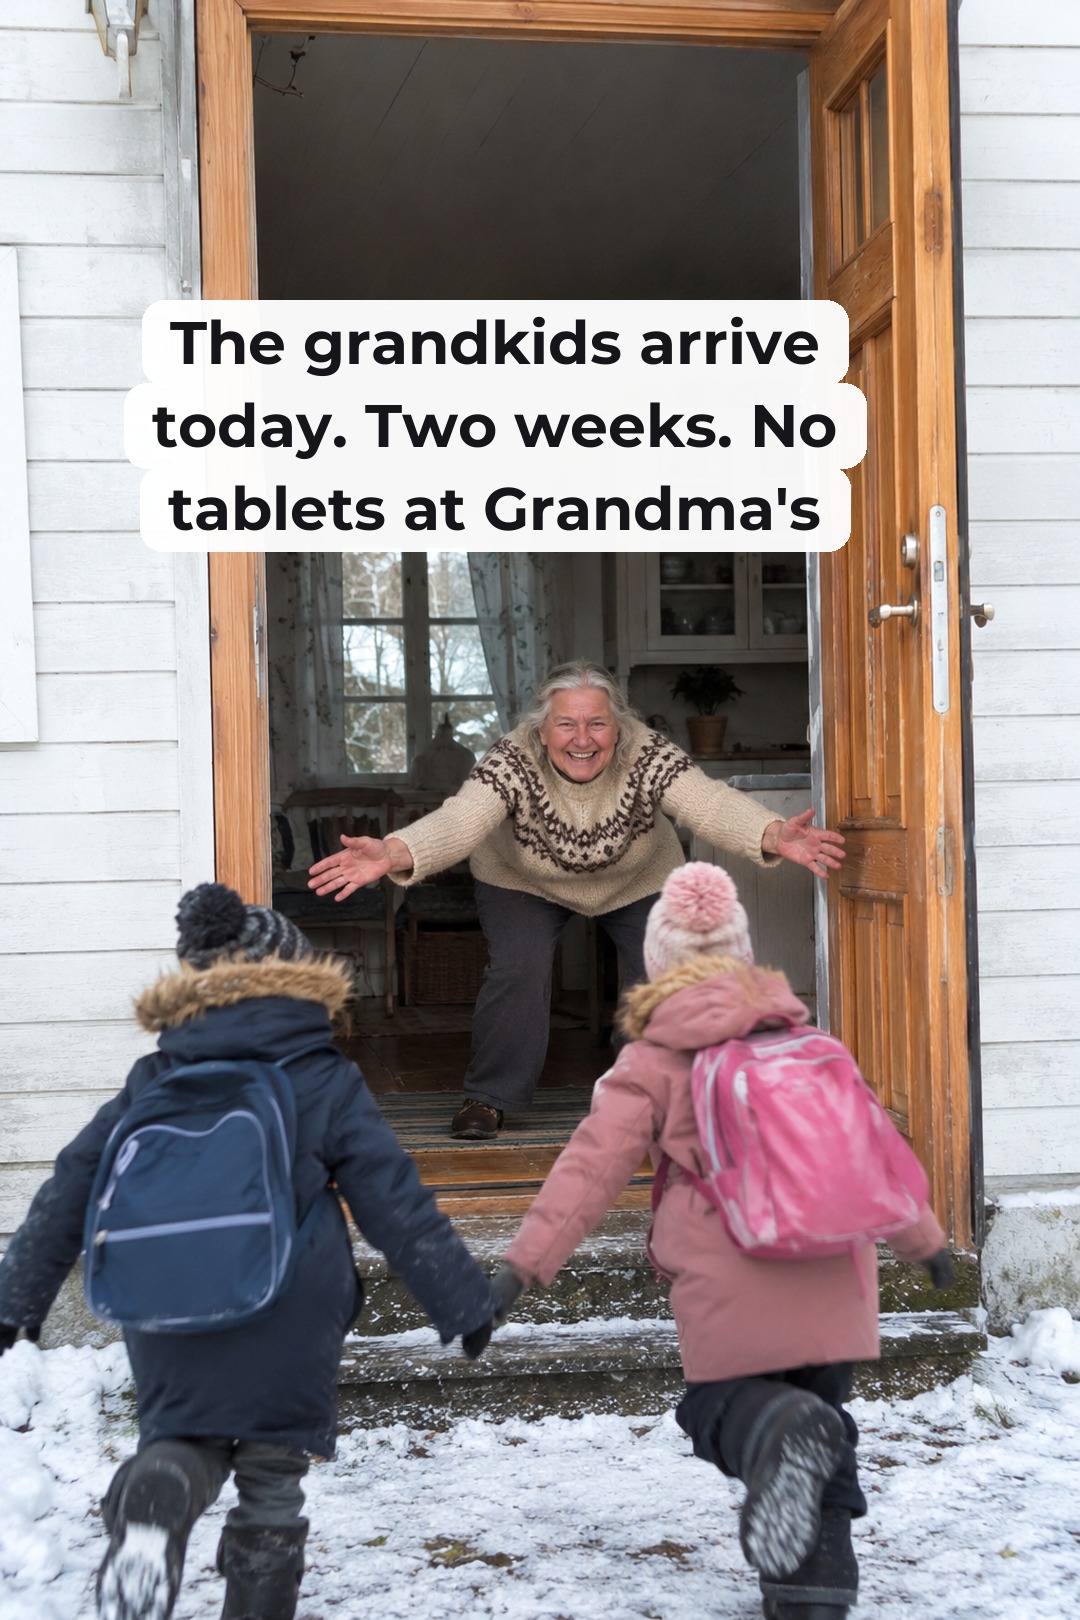 The grandkids arrive
today. Two weeks. No
tablets at Grandma's